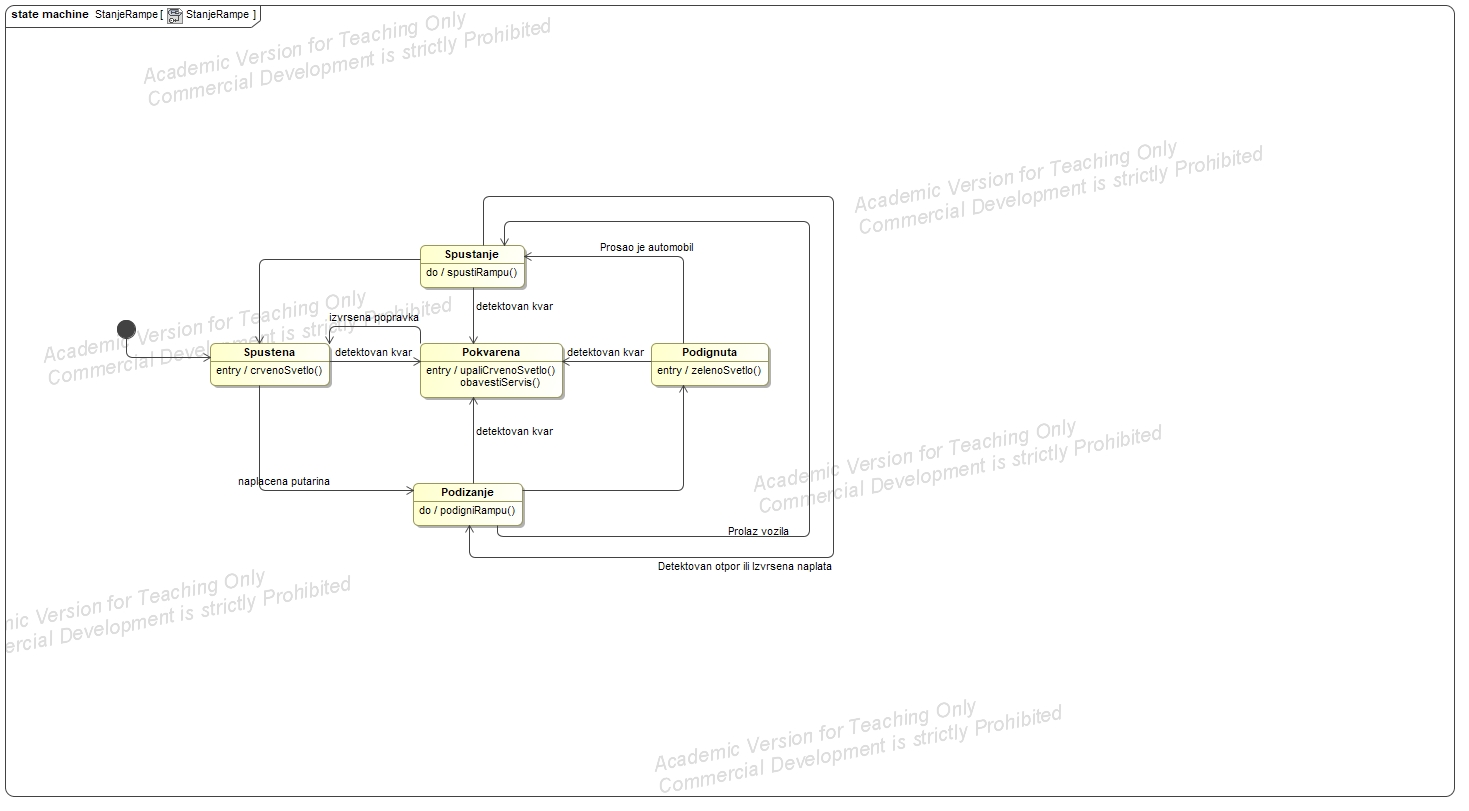 state machine StanjeRampe [ StanjeRampe ]
Academic Version for Teaching Only
Commercial Development is strictly Prohibited
Academic Version for Teaching Only
Commercial Development is strictly Prohibited
Prosao je automobil
Spustanje
do / spustiRampu()
detektovan kvar
Academic Version for Teaching Only
Commercial Development is strictly Prohibited
izvrsena popravka
Spustena
entry / crvenoSvetlo()
detektovan kvar
Pokvarena
entry / upaliCrvenoSvetlo()
obavestiServis()
detektovan kvar
Podignuta
entry / zelenoSvetlo()
detektovan kvar
Academic Version for Teaching Only
Commercial Development is strictly Prohibited
naplacena putarina
Podizanje
do / podigniRampu()
Prolaz vozila
Detektovan otpor ili Izvrsena naplata
mic Version for Teaching Only
ercial Development is strictly Prohibited
Academic Version for Teaching Only
Commercial Development is strictly Prohibited